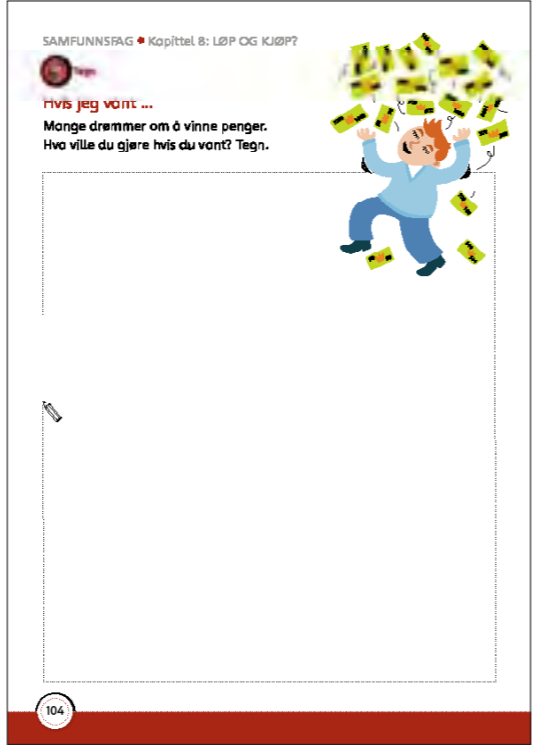 SAMFUNNSFAG • Kapittel 8: LØP OG KJØP?
Tegn
Hvis jeg vant ...
Mange drømmer om å vinne penger.
Hva ville du gjøre hvis du vant? Tegn.
104